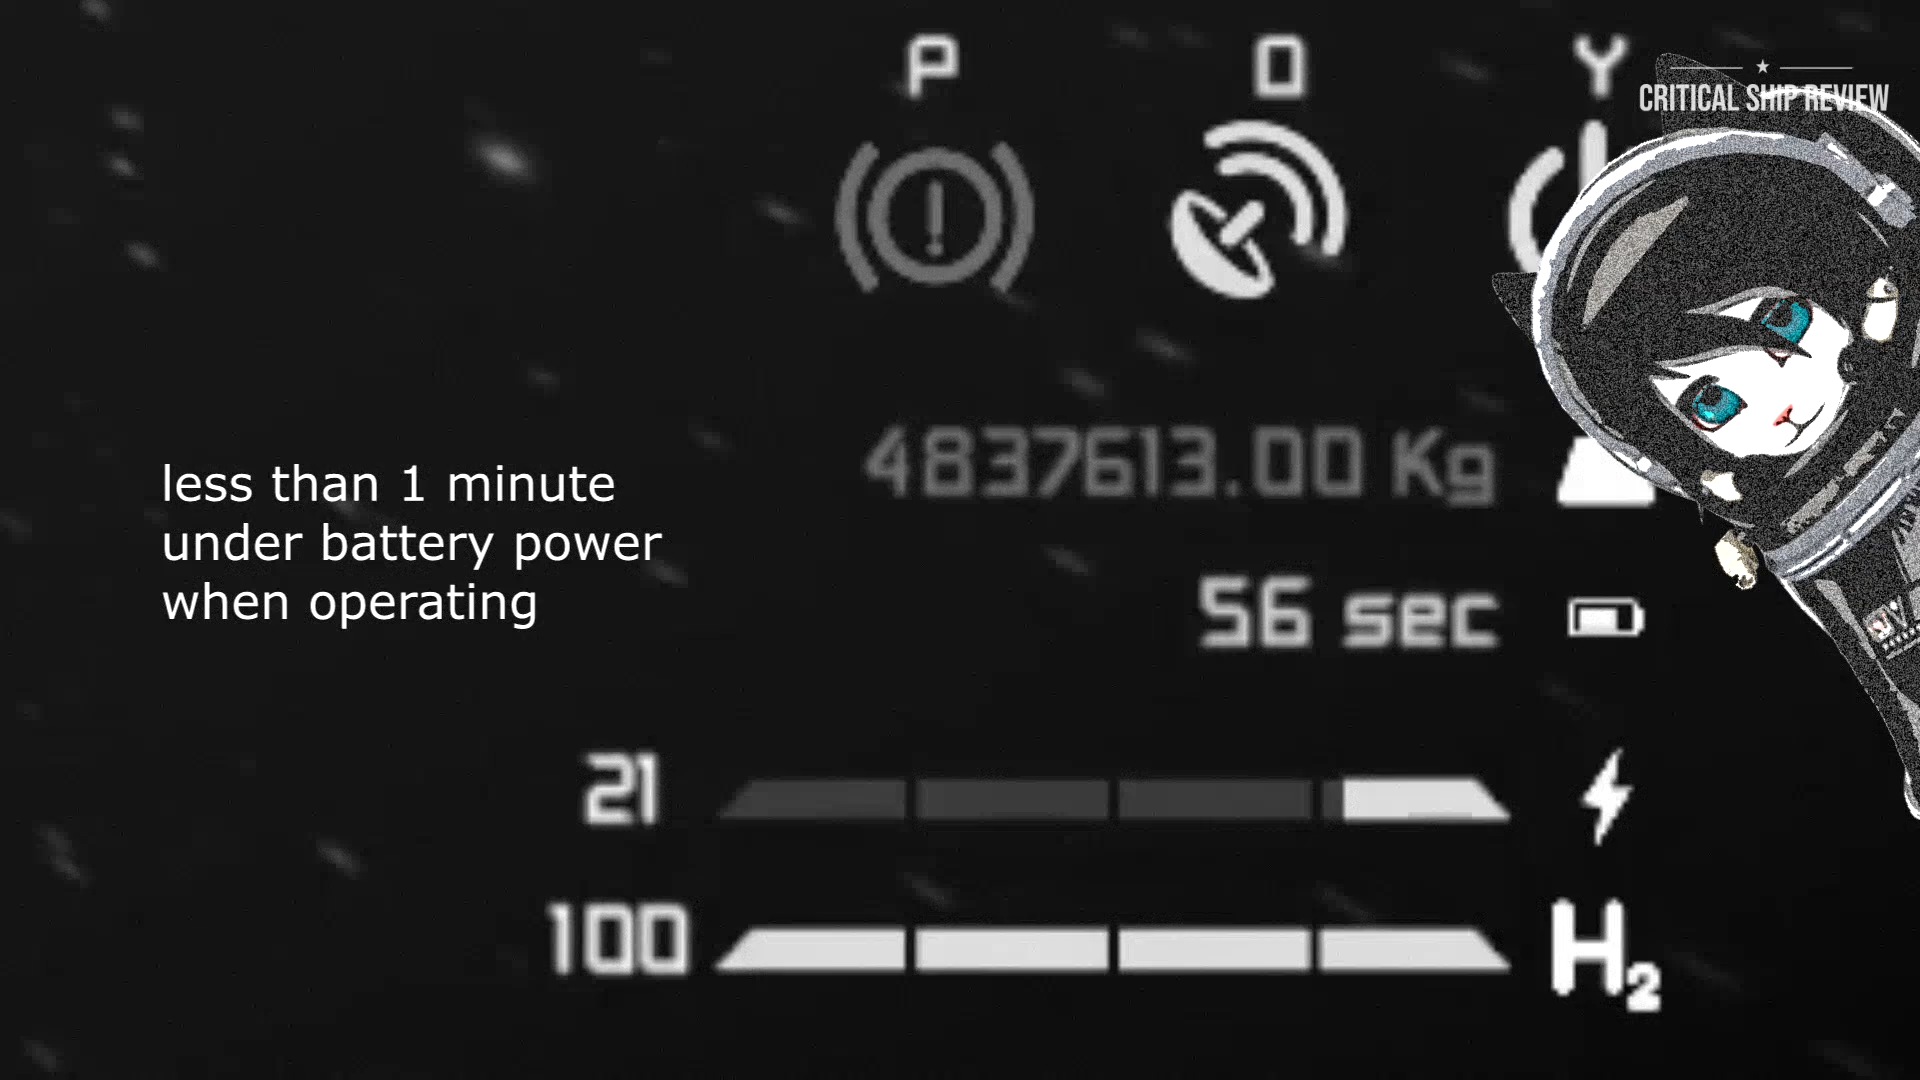 P O Y
CRITICAL SHIP REVIEW
4837613.00 Kg
less than 1 minute
under battery power
when operating
56 sec
21
100 H₂